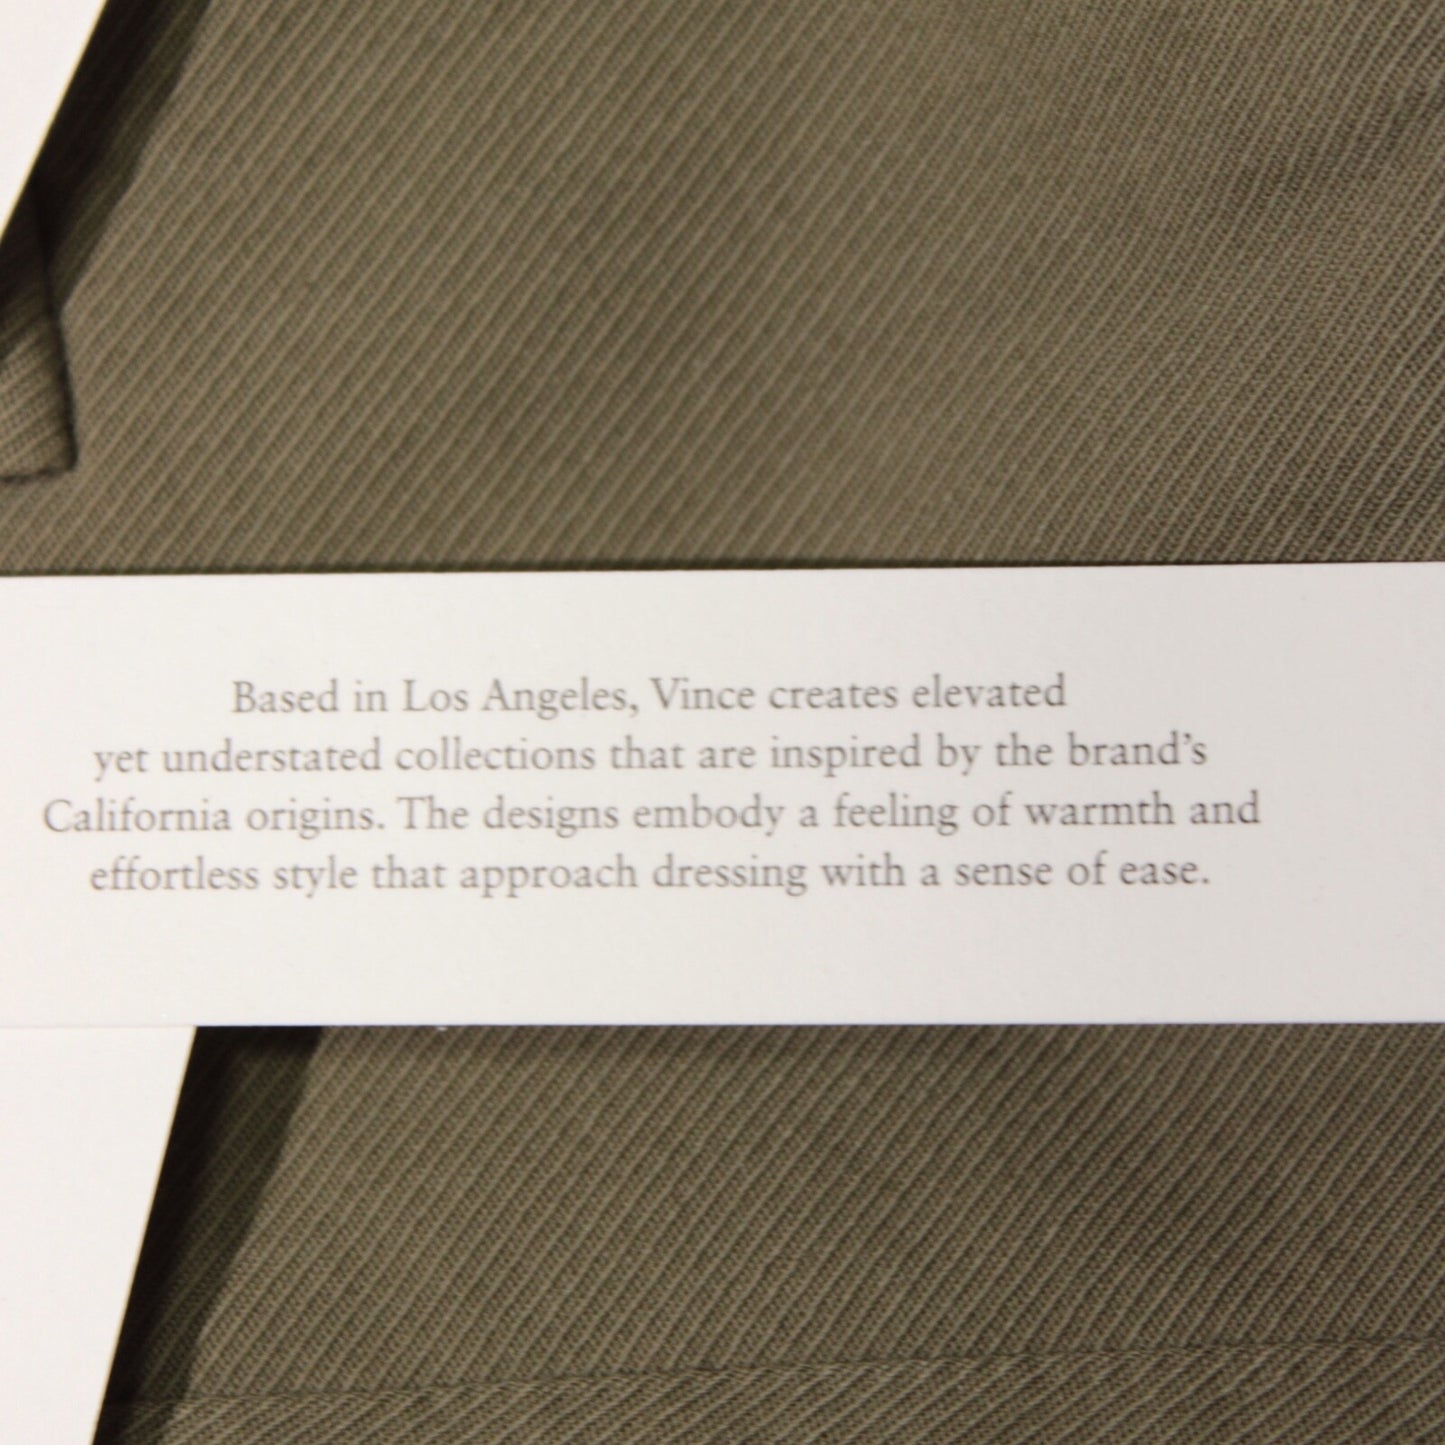 Based in Los Angeles, Vince creates elevated
yet understated collections that are inspired by the brand’s
California origins. The designs embody a feeling of warmth and
effortless style that approach dressing with a sense of ease.